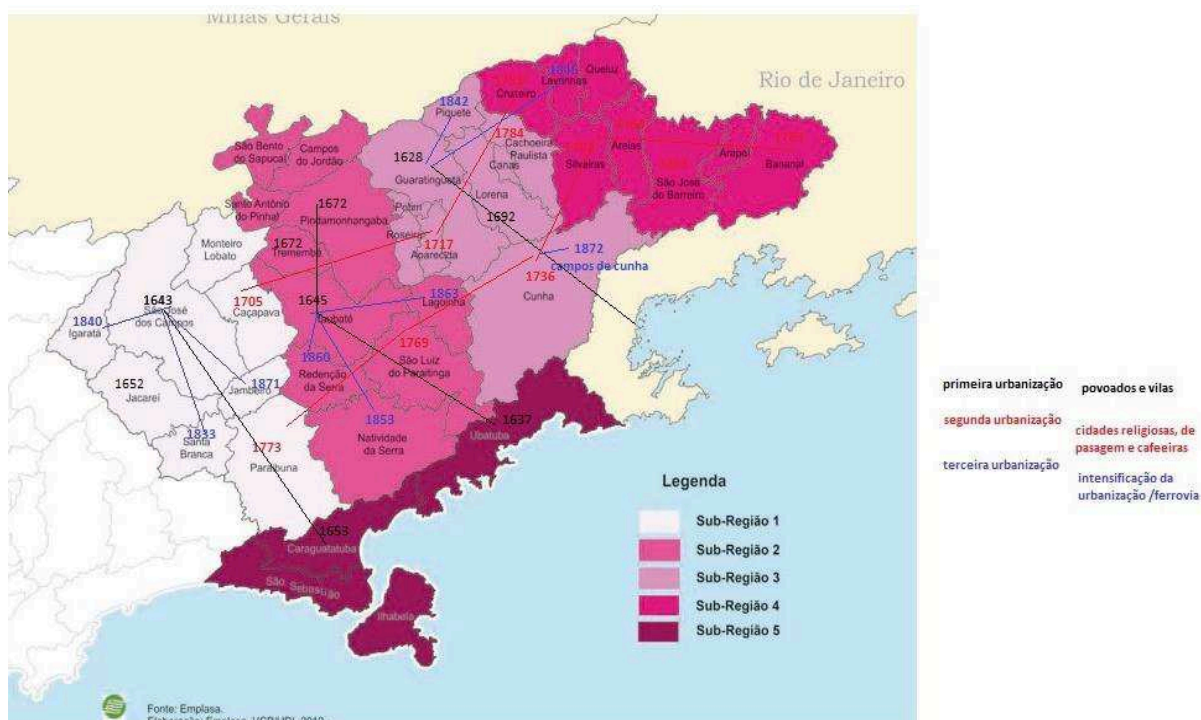 Minas Gerais
Rio de Janeiro
Cruzeiro
Lavrinhas
Queluz
1842
Piquete
1784
Cachoeira
Paulista
Canas
Silveiras
Areias
Arapeí
Bananal
São José
do Barreiro
São Bento
do Sapucaí
Campos
do Jordão
1628
Guaratinguetá
Lorena
Santo Antônio
do Pinhal
1672
Pindamonhangaba
Potim
Roseira
1692
1717
Aparecida
1872
campos de cunha
Monteiro
Lobato
1672
Tremembé
1736
Cunha
1643
São José
dos Campos
1705
Caçapava
1645
Taubaté
1863
Lagoinha
1840
Igaratá
1769
São Luiz
do Paraitinga
1860
Redenção
da Serra
1652
Jacareí
1871
Jambeiro
1853
Natividade
da Serra
1637
Ubatuba
1833
Santa
Branca
1773
Paraibuna
1653
Caraguatatuba
São Sebastião
Ilhabela
primeira urbanização
povoados e vilas
segunda urbanização
cidades religiosas, de
passagem e cafeeiras
terceira urbanização
intensificação da
urbanização /ferrovia
Legenda
Sub-Região 1
Sub-Região 2
Sub-Região 3
Sub-Região 4
Sub-Região 5
Fonte: Emplasa.